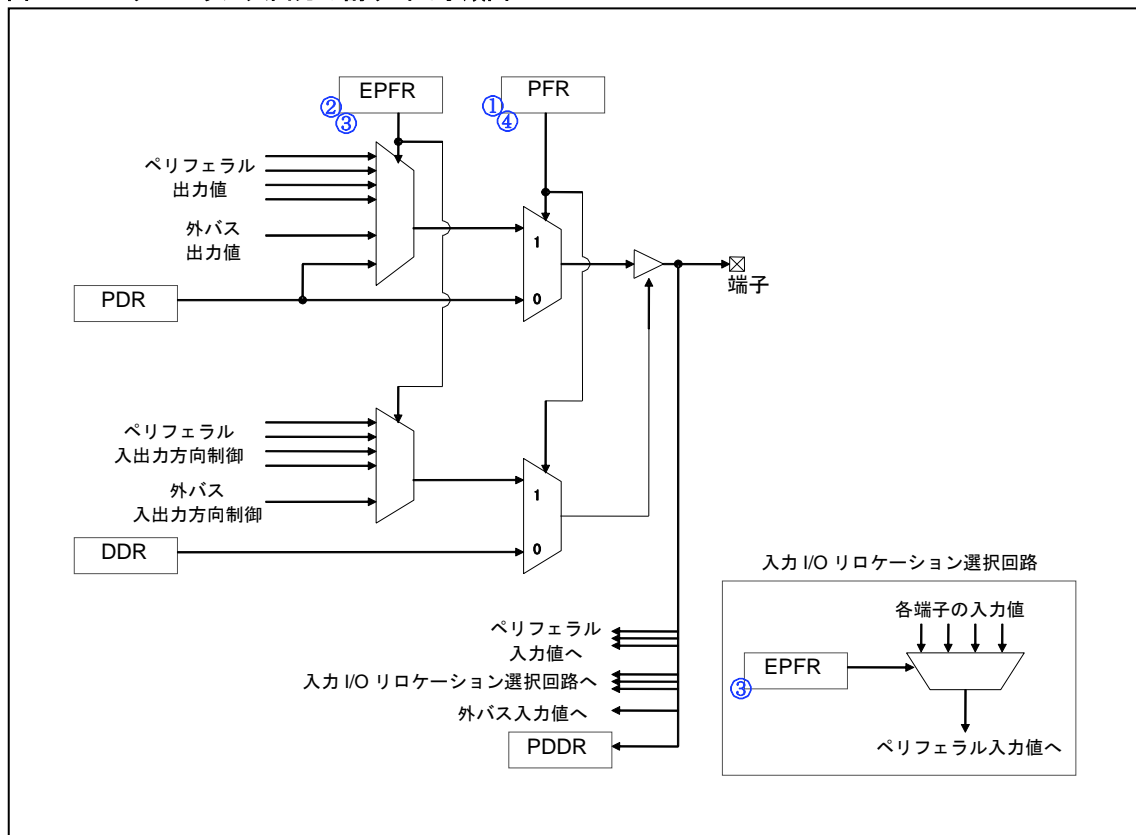 EPFR
②
③
PFR
①
④
ペリフェラル
出力値
外バス
出力値
PDR
1
0
端子
ペリフェラル
入出力方向制御
外バス
入出力方向制御
DDR
1
0
入力 I/O リロケーション選択回路
各端子の入力値
EPFR
③
ペリフェラル入力値へ
ペリフェラル
入力値へ
入力 I/O リロケーション選択回路へ
外バス入力値へ
PDDR